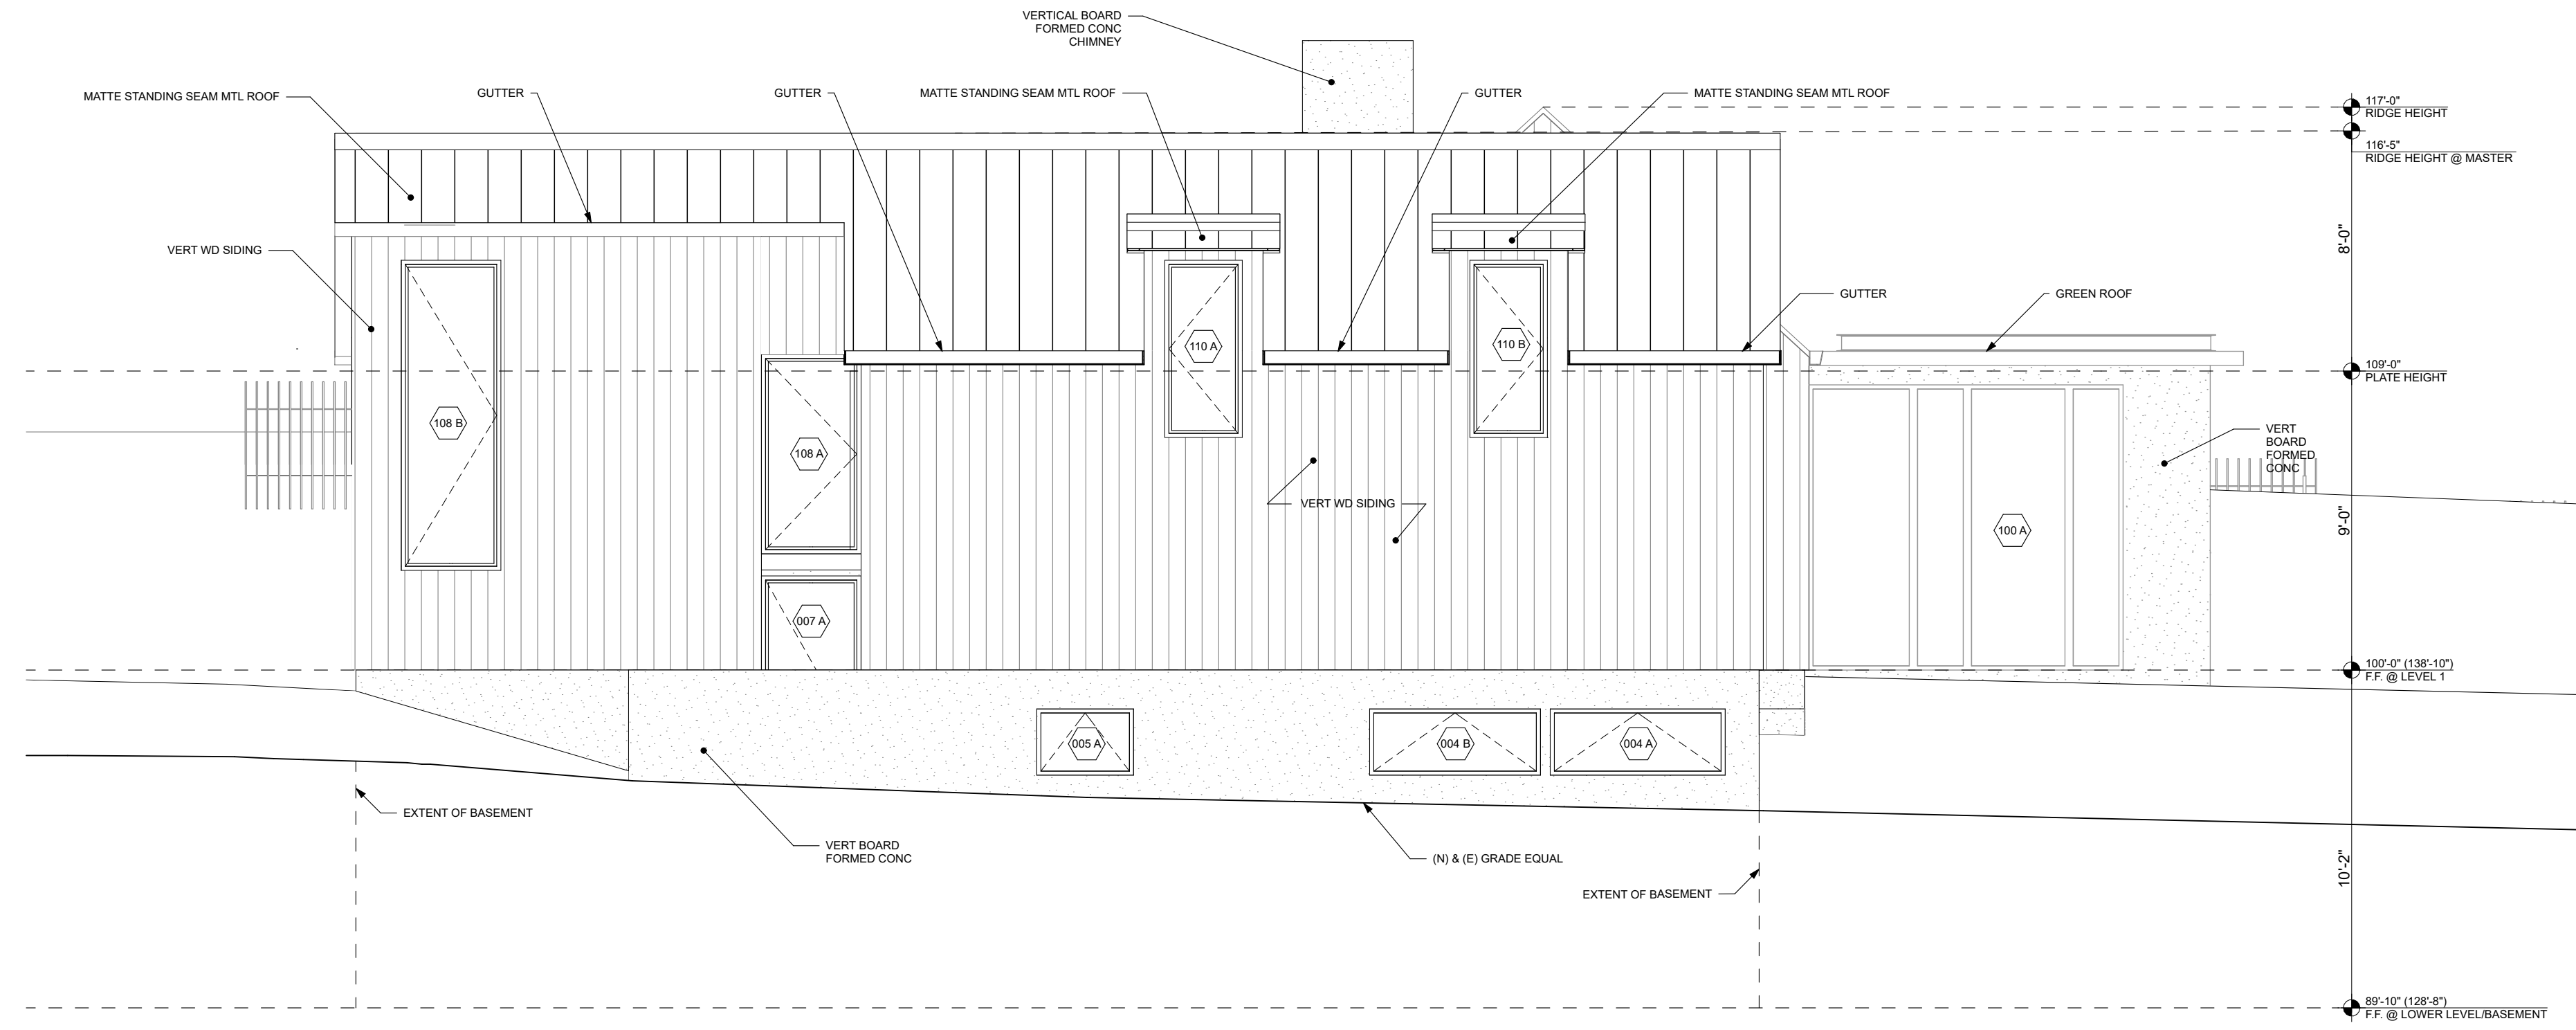 VERTICAL BOARD
FORMED CONC
CHIMNEY
MATTE STANDING SEAM MTL ROOF
GUTTER
GUTTER
MATTE STANDING SEAM MTL ROOF
GUTTER
MATTE STANDING SEAM MTL ROOF
117'-0"
RIDGE HEIGHT
116'-5"
RIDGE HEIGHT @ MASTER
VERT WD SIDING
8'-0"
GUTTER
GREEN ROOF
110 A
110 B
109'-0"
PLATE HEIGHT
108 B
108 A
VERT
BOARD
FORMED
CONC
VERT WD SIDING
9'-0"
100 A
007 A
100'-0" (138'-10")
F.F. @ LEVEL 1
005 A
004 B
004 A
EXTENT OF BASEMENT
VERT BOARD
FORMED CONC
(N) & (E) GRADE EQUAL
10'-2"
EXTENT OF BASEMENT
89'-10" (128'-8")
F.F. @ LOWER LEVEL/BASEMENT